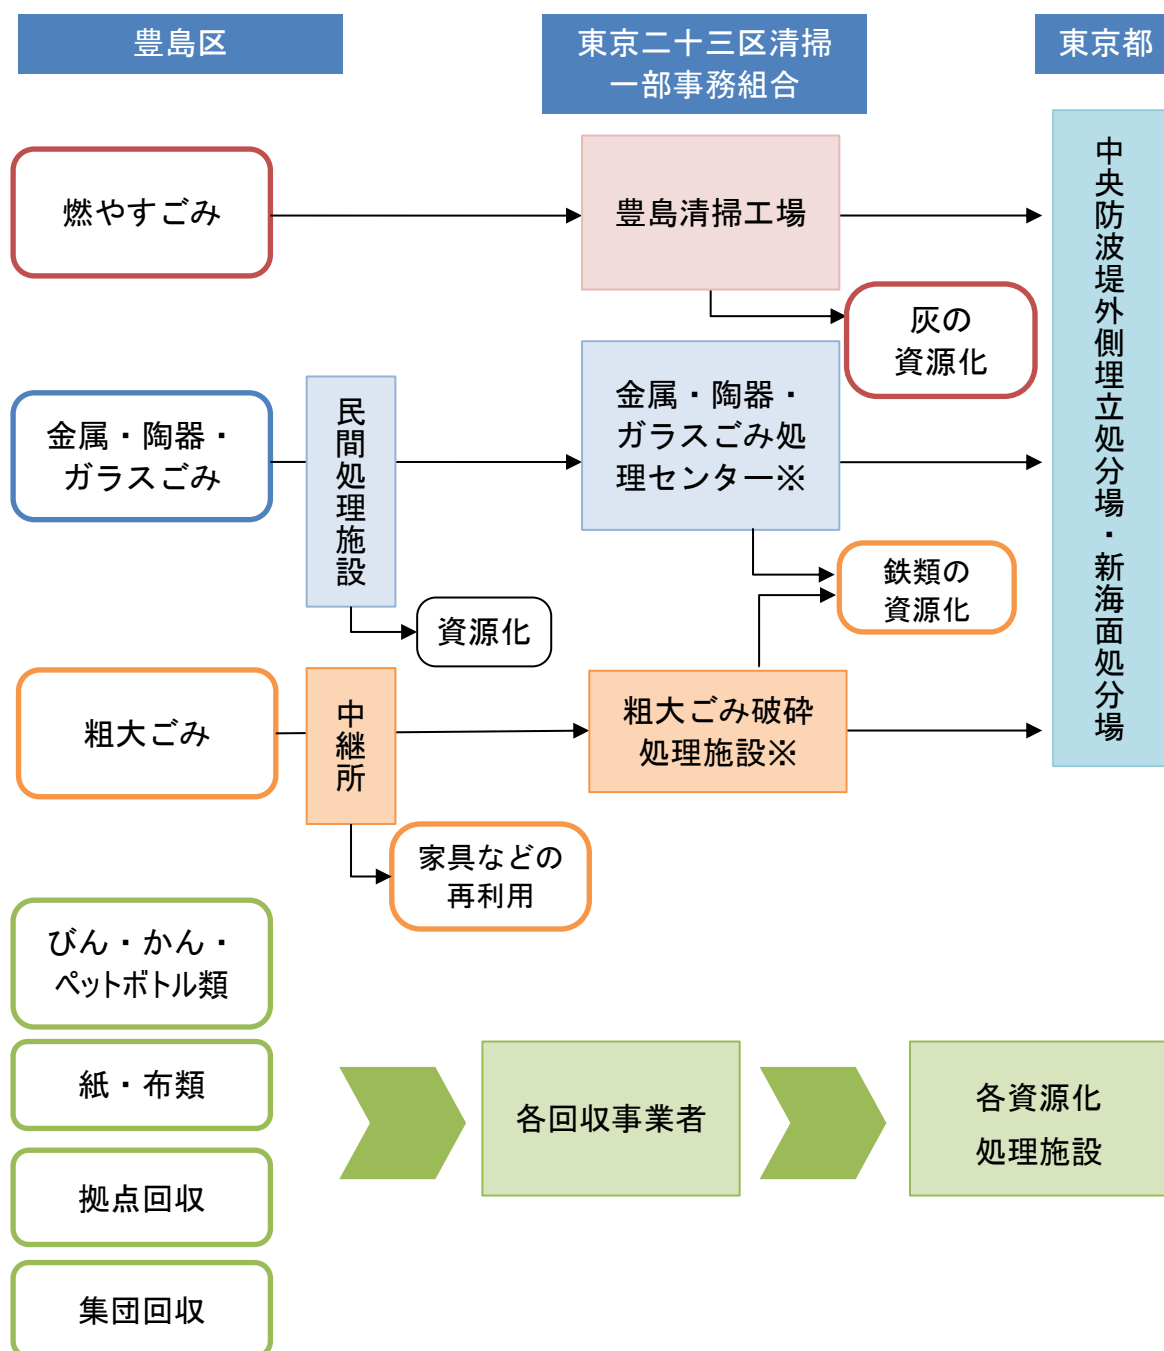 豊島区
東京二十三区清掃
一部事務組合
東京都
燃やすごみ
豊島清掃工場
中央防波堤外側埋立処分場・新海面処分場
灰の
資源化
金属・陶器・
ガラスごみ
民間処理施設
金属・陶器・
ガラスごみ処
理センター※
鉄類の
資源化
資源化
粗大ごみ
中継所
粗大ごみ破砕
処理施設※
家具などの
再利用
びん・かん・
ペットボトル類
紙・布類
各回収事業者
各資源化
処理施設
拠点回収
集団回収